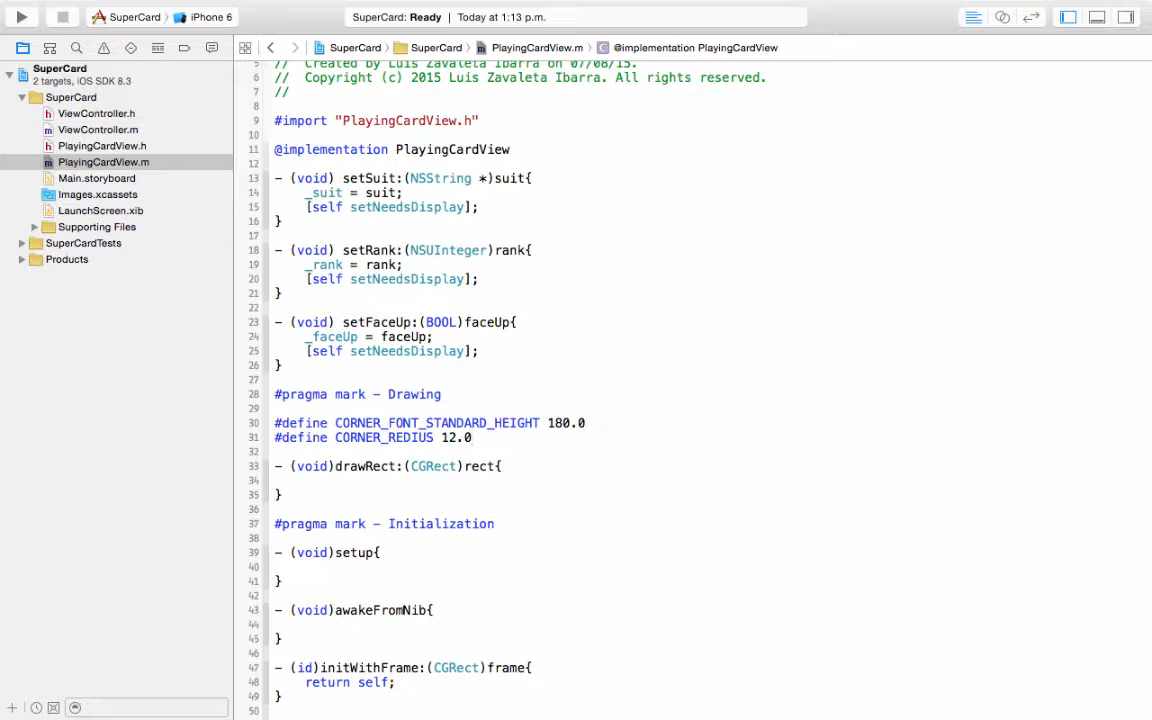 SuperCard
iPhone 6
SuperCard: Ready | Today at 1:13 p.m.
SuperCard
SuperCard
PlayingCardView.m
@implementation PlayingCardView
SuperCard
2 targets, iOS SDK 8.3
SuperCard
ViewController.h
ViewController.m
PlayingCardView.h
PlayingCardView.m
Main.storyboard
Images.xcassets
LaunchScreen.xib
Supporting Files
SuperCardTests
Products
5 // Created by Luis Zavaleta Ibarra on 07/08/15.
6 // Copyright (c) 2015 Luis Zavaleta Ibarra. All rights reserved.
7 //
8
9 #import "PlayingCardView.h"
10
11 @implementation PlayingCardView
12
13 - (void) setSuit:(NSString *)suit{
14 _suit = suit;
15 [self setNeedsDisplay];
16 }
17
18 - (void) setRank:(NSUInteger)rank{
19 _rank = rank;
20 [self setNeedsDisplay];
21 }
22
23 - (void) setFaceUp:(BOOL)faceUp{
24 _faceUp = faceUp;
25 [self setNeedsDisplay];
26 }
27
28 #pragma mark - Drawing
29
30 #define CORNER_FONT_STANDARD_HEIGHT 180.0
31 #define CORNER_REDIUS 12.0
32
33 - (void)drawRect:(CGRect)rect{
34
35 }
36
37 #pragma mark - Initialization
38
39 - (void)setup{
40
41 }
42
43 - (void)awakeFromNib{
44
45 }
46
47 - (id)initWithFrame:(CGRect)frame{
48 return self;
49 }
50